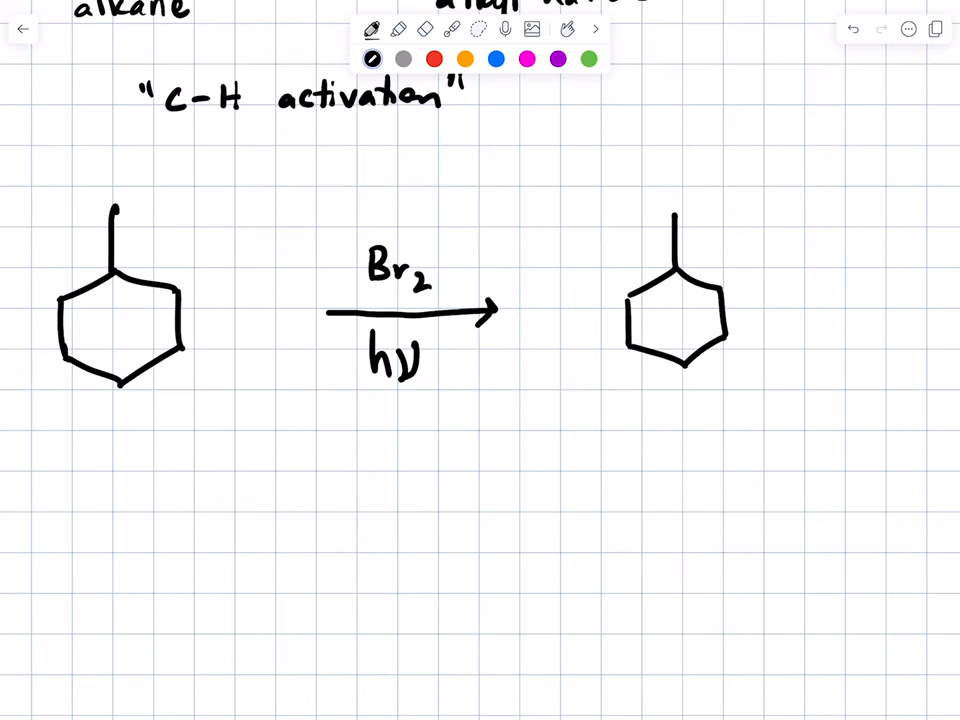 alkane
"C-H activation"
Br2
hν